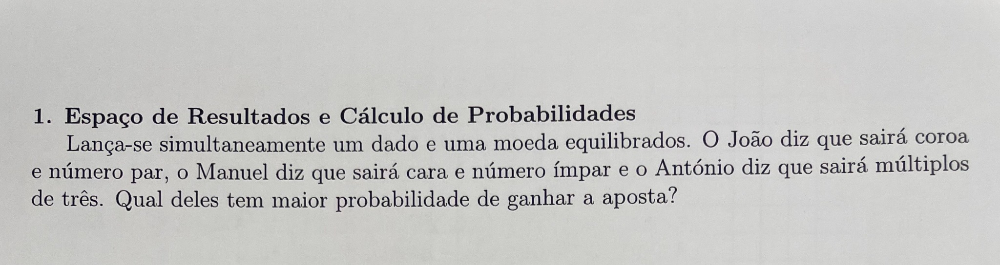 1. Espaço de Resultados e Cálculo de Probabilidades
Lança-se simultaneamente um dado e uma moeda equilibrados. O João diz que sairá coroa
e número par, o Manuel diz que sairá cara e número ímpar e o António diz que sairá múltiplos
de três. Qual deles tem maior probabilidade de ganhar a aposta?